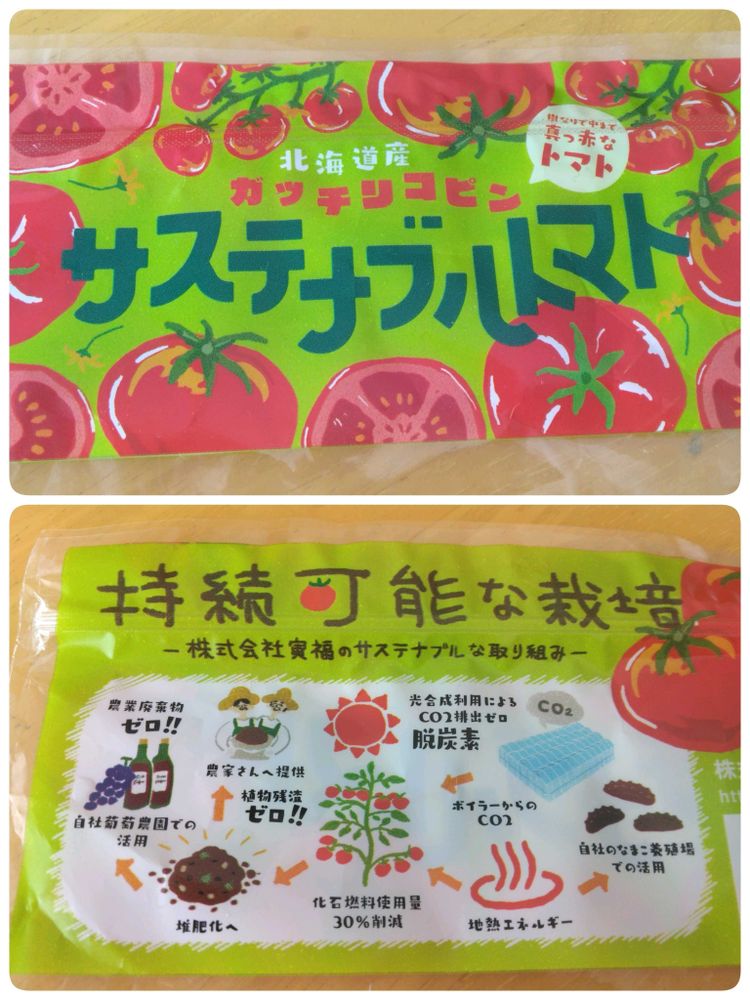 樹なりで中まで
真っ赤な
トマト
北海道産
ガッチリコピン
サステナブルトマト
持続可能な栽培
－株式会社寅福のサステナブルな取り組み－
農業廃棄物
ゼロ!!
農家さんへ提供
植物残渣
ゼロ!!
自社葡萄農園での
活用
堆肥化へ
光合成利用による
CO2排出ゼロ
脱炭素
CO₂
ボイラーからの
CO2
化石燃料使用量
30%削減
地熱エネルギー
自社のなまこ養殖場
での活用